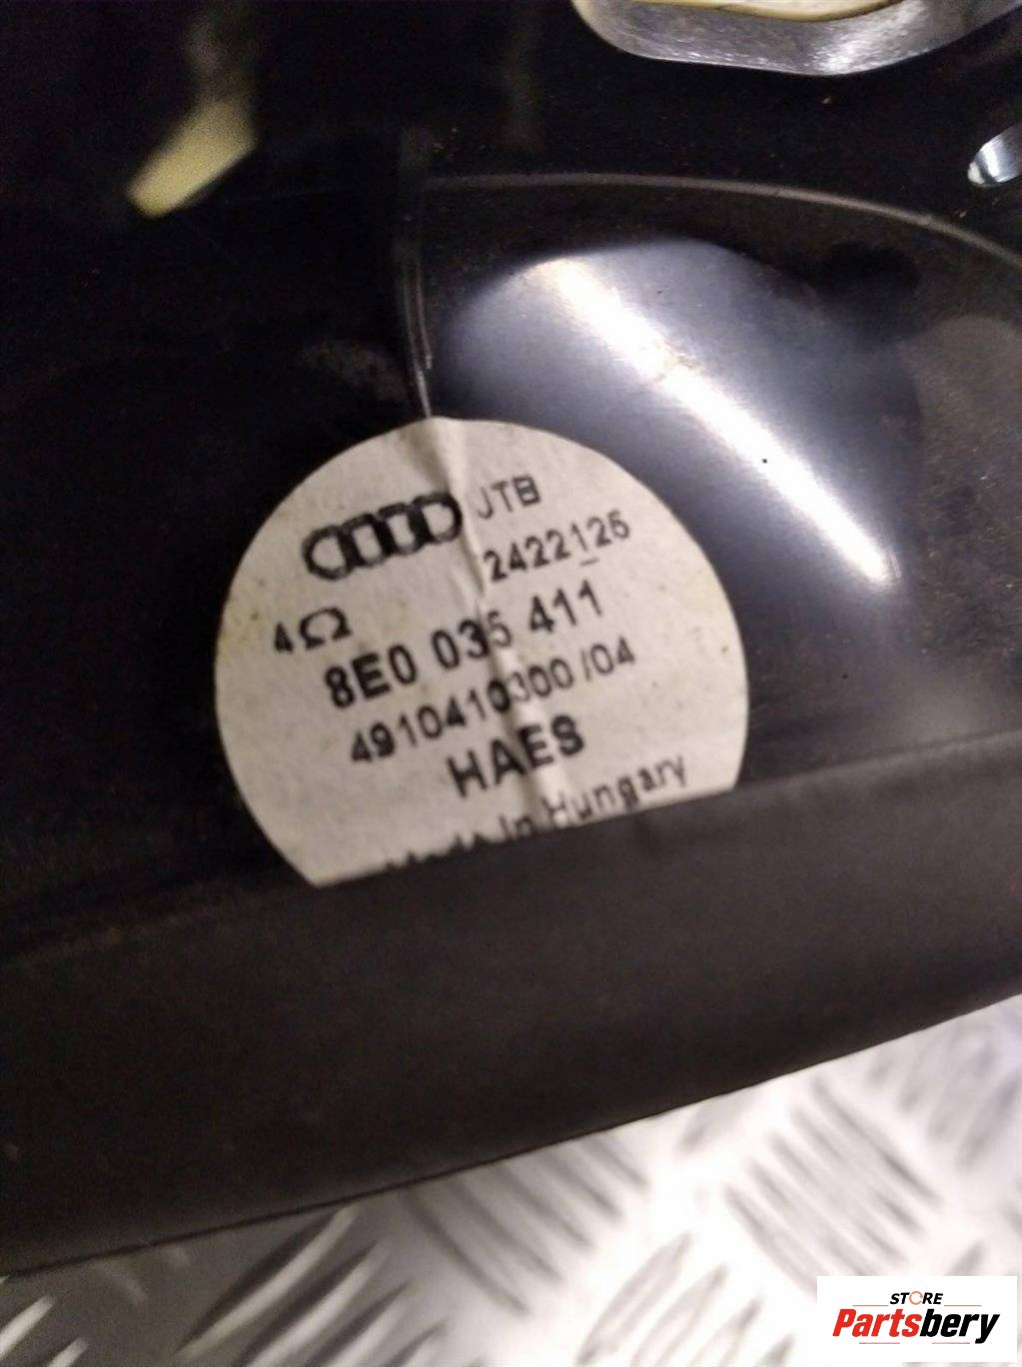 JTB
2422126
4Ω
8E0 035 411
4910410300/04
HAES
Made In Hungary
STORE
Partsbery